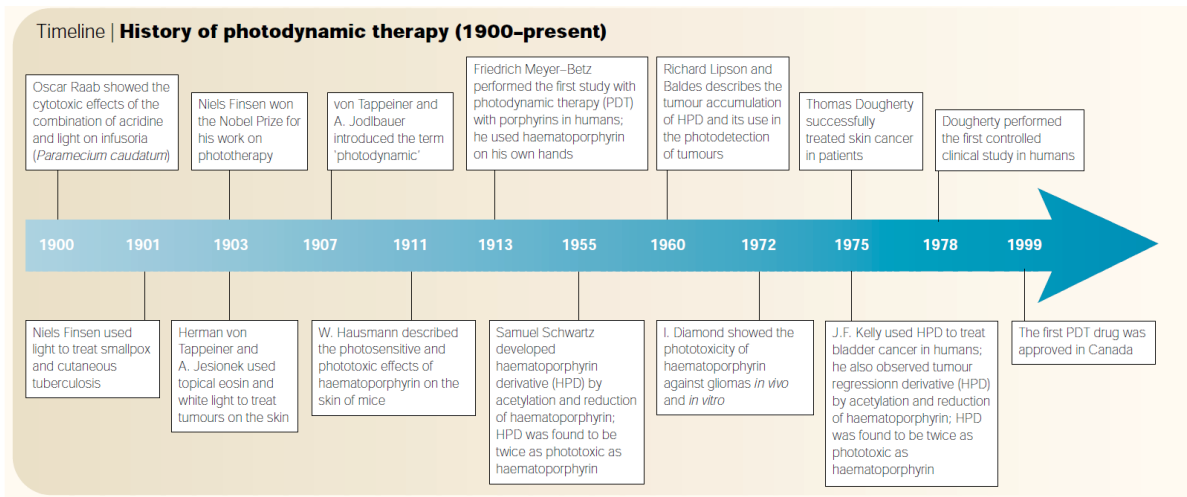 Timeline | History of photodynamic therapy (1900–present)
Oscar Raab showed the
cytotoxic effects of the
combination of acridine
and light on infusoria
(Paramecium caudatum)
Niels Finsen won
the Nobel Prize for
his work on
phototherapy
von Tappeiner and
A. Jodlbauer
introduced the term
'photodynamic'
Friedrich Meyer–Betz
performed the first study with
photodynamic therapy (PDT)
with porphyrins in humans;
he used haematoporphyrin
on his own hands
Richard Lipson and
Baldes describes the
tumour accumulation
of HPD and its use in
the photodetection
of tumours
Thomas Dougherty
successfully
treated skin cancer
in patients
Dougherty performed
the first controlled
clinical study in humans
1900 1901 1903 1907 1911 1913 1955 1960 1972 1975 1978 1999
Niels Finsen used
light to treat smallpox
and cutaneous
tuberculosis
Herman von
Tappeiner and
A. Jesionek used
topical eosin and
white light to treat
tumours on the skin
W. Hausmann described
the photosensitive and
phototoxic effects of
haematoporphyrin on the
skin of mice
Samuel Schwartz
developed
haematoporphyrin
derivative (HPD) by
acetylation and reduction
of haematoporphyrin;
HPD was found to be
twice as phototoxic as
haematoporphyrin
I. Diamond showed the
phototoxicity of
haematoporphyrin
against gliomas in vivo
and in vitro
J.F. Kelly used HPD to treat
bladder cancer in humans;
he also observed tumour
regressionn derivative (HPD)
by acetylation and reduction
of haematoporphyrin; HPD
was found to be twice as
phototoxic as
haematoporphyrin
The first PDT drug was
approved in Canada